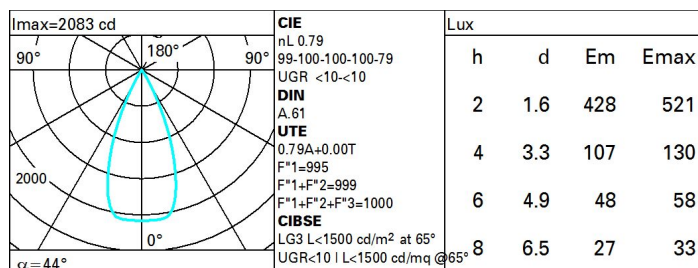 Imax=2083 cd
90°
180°
90°
2000
0°
α=44°
CIE
nL 0.79
99-100-100-100-79
UGR <10-<10
DIN
A.61
UTE
0.79A+0.00T
F"1=995
F"1+F"2=999
F"1+F"2+F"3=1000
CIBSE
LG3 L<1500 cd/m² at 65°
UGR<10 | L<1500 cd/mq @65°
Lux
h d Em Emax
2 1.6 428 521
4 3.3 107 130
6 4.9 48 58
8 6.5 27 33